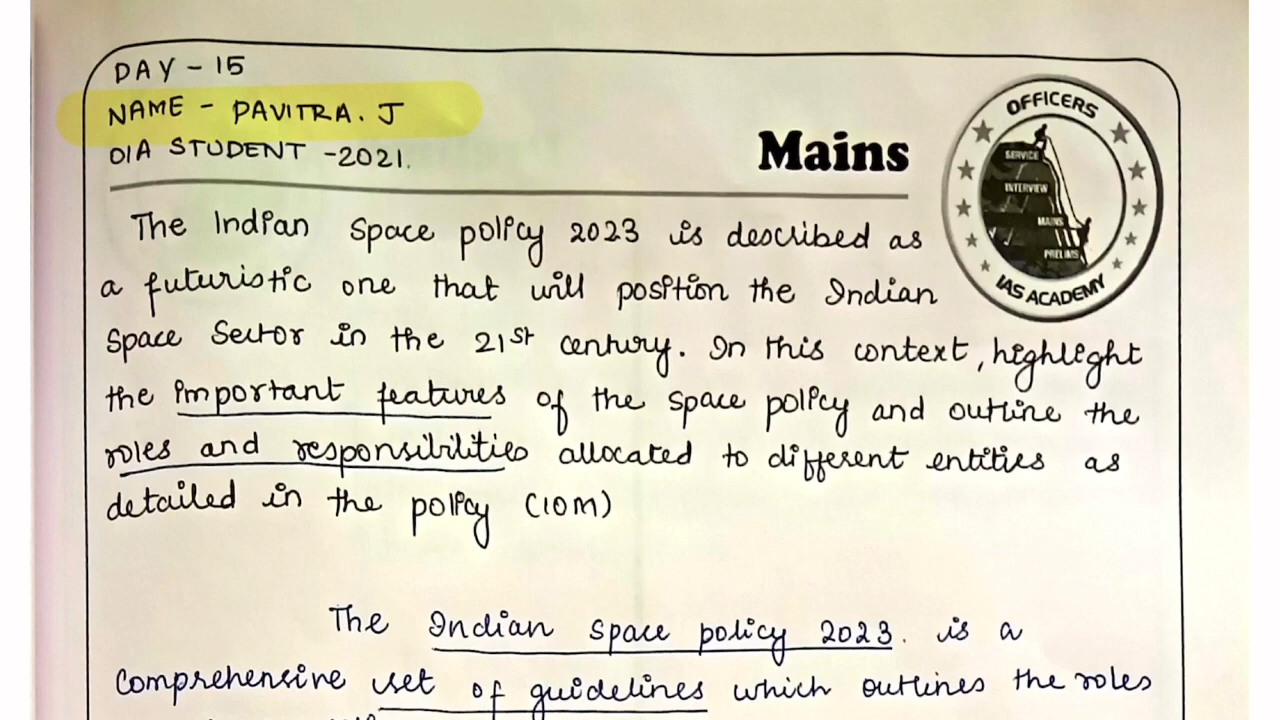 DAY - 15
NAME - PAVITRA. J
OIA STUDENT -2021.
Mains
OFFICERS
IAS ACADEMY
SERVICE
INTERVIEW
MAINS
PRELIMS
The Indian Space policy 2023 is described as
a futuristic one that will position the Indian
Space Sector in the 21st century. In this context, highlight
the important features of the space policy and outline the
roles and responsibilities allocated to different entities as
detailed in the policy (10M)
The Indian space policy 2023. is a
comprehensive set of guidelines which outlines the roles